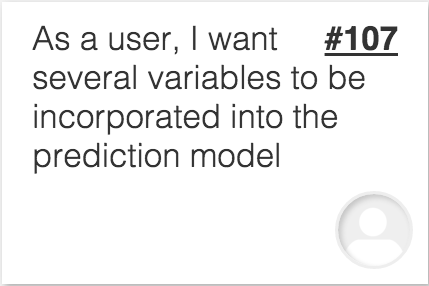 As a user, I want #107
several variables to be
incorporated into the
prediction model